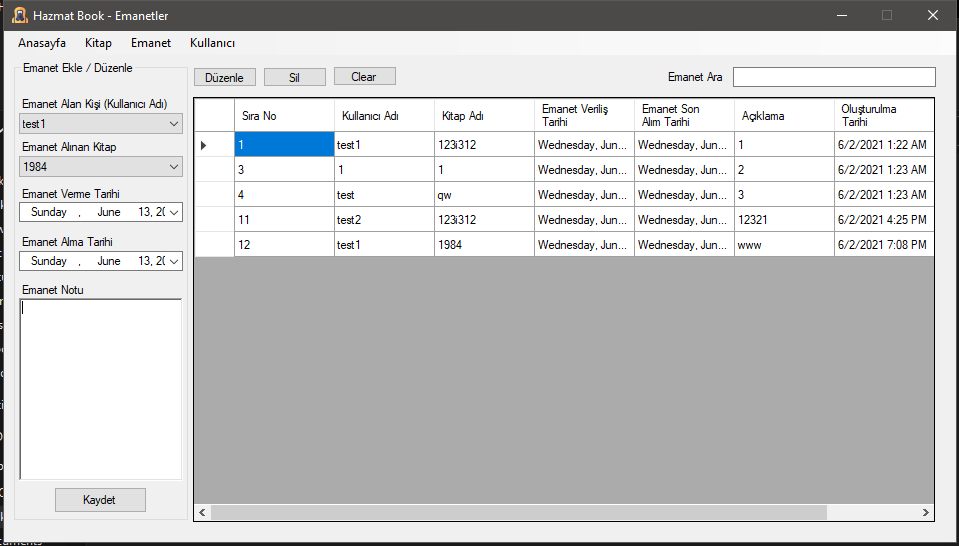 Hazmat Book - Emanetler
Anasayfa Kitap Emanet Kullanıcı
Emanet Ekle / Düzenle
Emanet Alan Kişi (Kullanıcı Adı)
test1
Emanet Alınan Kitap
1984
Emanet Verme Tarihi
Sunday , June 13, 20
Emanet Alma Tarihi
Sunday , June 13, 20
Emanet Notu
Kaydet
Düzenle Sil Clear Emanet Ara
Sıra No Kullanıcı Adı Kitap Adı Emanet Veriliş Tarihi Emanet Son Alım Tarihi Açıklama Oluşturulma Tarihi
1 test1 123i312 Wednesday, Jun... Wednesday, Jun... 1 6/2/2021 1:22 AM
3 1 1 Wednesday, Jun... Wednesday, Jun... 2 6/2/2021 1:23 AM
4 test qw Wednesday, Jun... Wednesday, Jun... 3 6/2/2021 1:23 AM
11 test2 123i312 Wednesday, Jun... Wednesday, Jun... 12321 6/2/2021 4:25 PM
12 test1 1984 Wednesday, Jun... Wednesday, Jun... www 6/2/2021 7:08 PM